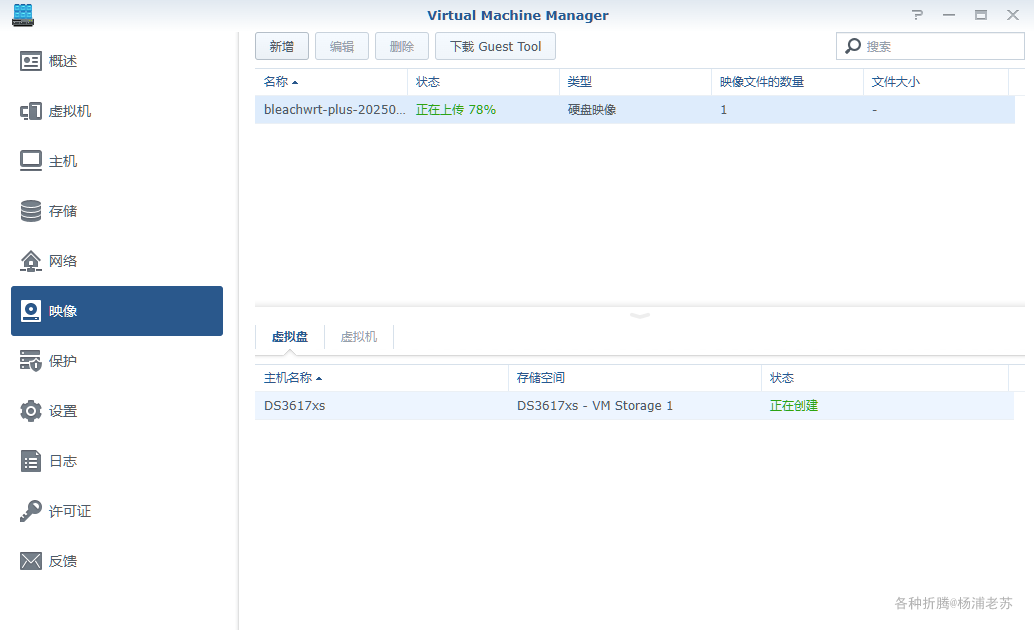 Virtual Machine Manager
概述
虚拟机
主机
存储
网络
映像
保护
设置
日志
许可证
反馈
新增 编辑 删除 下载 Guest Tool 搜索
名称 状态 类型 映像文件的数量 文件大小
bleachwrt-plus-20250... 正在上传 78% 硬盘映像 1 -
虚拟盘 虚拟机
主机名称 存储空间 状态
DS3617xs DS3617xs - VM Storage 1 正在创建
各种折腾@杨浦老苏